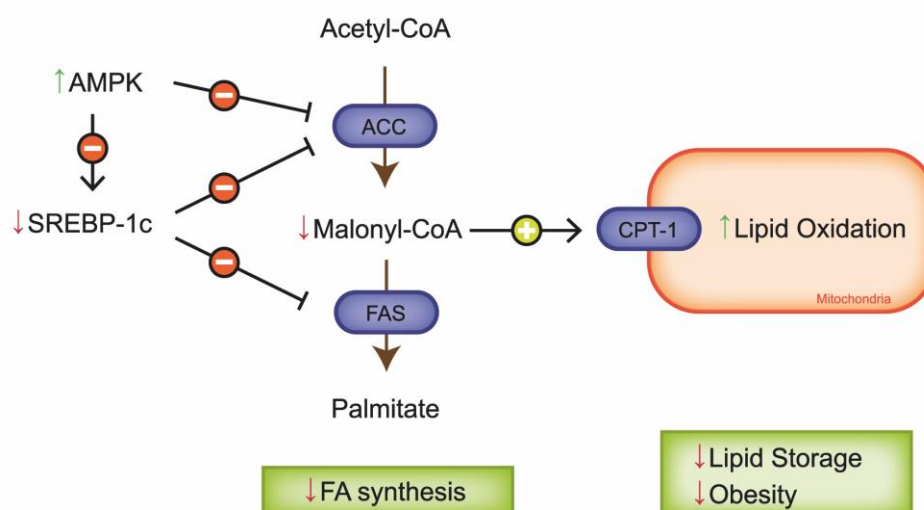 Acetyl-CoA
↑AMPK
ACC
↓SREBP-1c
↓Malonyl-CoA
CPT-1
↑Lipid Oxidation
Mitochondria
FAS
Palmitate
↓FA synthesis
↓Lipid Storage
↓Obesity